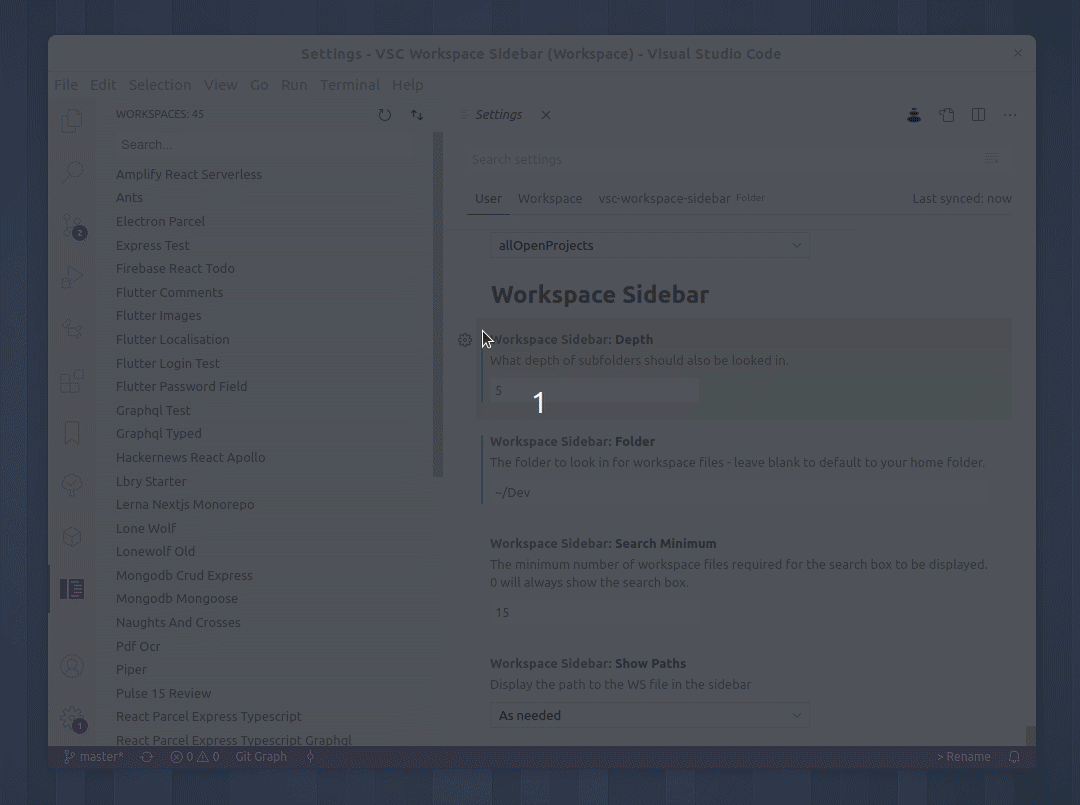 Settings - VSC Workspace Sidebar (Workspace) - Visual Studio Code
File Edit Selection View Go Run Terminal Help
WORKSPACES: 45
Search...
Amplify React Serverless
Ants
Electron Parcel
Express Test
Firebase React Todo
Flutter Comments
Flutter Images
Flutter Localisation
Flutter Login Test
Flutter Password Field
Graphql Test
Graphql Typed
Hackernews React Apollo
Lbry Starter
Lerna Nextjs Monorepo
Lone Wolf
Lonewolf Old
Mongodb Crud Express
Mongodb Mongoose
Naughts And Crosses
Pdf Ocr
Piper
Pulse 15 Review
React Parcel Express Typescript
React Parcel Express Typescript Graphql
2
1
Settings
Search settings
User Workspace vsc-workspace-sidebar Folder Last synced: now
allOpenProjects
Workspace Sidebar
Workspace Sidebar: Depth
What depth of subfolders should also be looked in.
5
1
Workspace Sidebar: Folder
The folder to look in for workspace files - leave blank to default to your home folder.
~/Dev
Workspace Sidebar: Search Minimum
The minimum number of workspace files required for the search box to be displayed.
0 will always show the search box.
15
Workspace Sidebar: Show Paths
Display the path to the WS file in the sidebar
As needed
master* 0 0 Git Graph > Rename